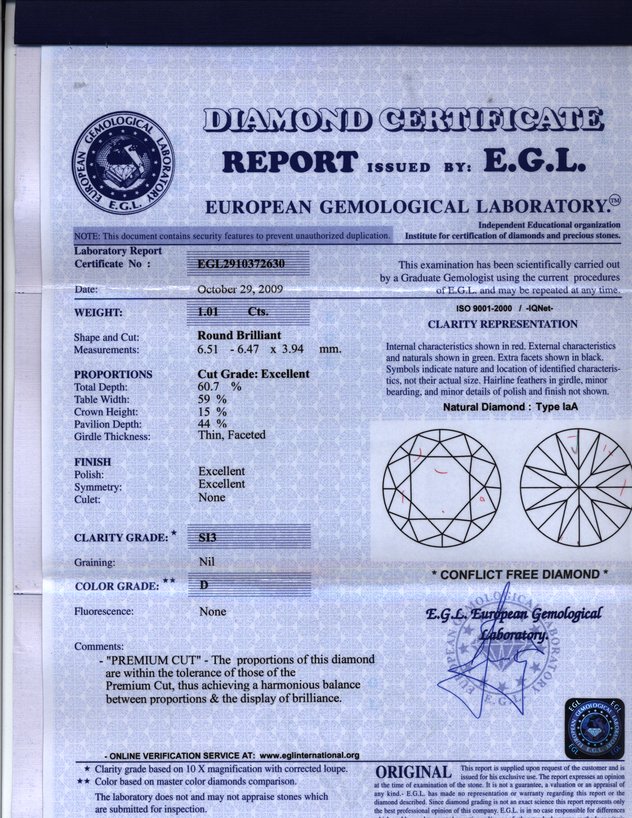 DIAMOND CERTIFICATE
REPORT ISSUED BY: E.G.L.
EUROPEAN GEMOLOGICAL LABORATORY.™
EUROPEAN GEMOLOGICAL LABORATORY
E.G.L.
Independent Educational organization
Institute for certification of diamonds and precious stones.
NOTE: This document contains security features to prevent unauthorized duplication.
Laboratory Report
Certificate No : EGL2910372630
Date: October 29, 2009
This examination has been scientifically carried out
by a Graduate Gemologist using the current procedures
of E.G.L. and may be repeated at any time.
WEIGHT: 1.01 Cts.
Shape and Cut: Round Brilliant
Measurements: 6.51 - 6.47 x 3.94 mm.
PROPORTIONS Cut Grade: Excellent
Total Depth: 60.7 %
Table Width: 59 %
Crown Height: 15 %
Pavilion Depth: 44 %
Girdle Thickness: Thin, Faceted
FINISH
Polish: Excellent
Symmetry: Excellent
Culet: None
CLARITY GRADE: * SI3
Graining: Nil
COLOR GRADE: ** D
Fluorescence: None
Comments:
- "PREMIUM CUT" - The proportions of this diamond
are within the tolerance of those of the
Premium Cut, thus achieving a harmonious balance
between proportions & the display of brilliance.
ISO 9001-2000 / -IQNet-
CLARITY REPRESENTATION
Internal characteristics shown in red. External characteristics
and naturals shown in green. Extra facets shown in black.
Symbols indicate nature and location of identified characteris-
tics, not their actual size. Hairline feathers in girdle, minor
bearding, and minor details of polish and finish not shown.
Natural Diamond : Type IaA
* CONFLICT FREE DIAMOND *
E.G.L. European Gemological
Laboratory.
EGL
EGL
- ONLINE VERIFICATION SERVICE AT: www.eglinternational.org
* Clarity grade based on 10 X magnification with corrected loupe.
** Color based on master color diamonds comparison.
The laboratory does not and may not appraise stones which
are submitted for inspection.
ORIGINAL This paper is supplied upon request of the customer and is
issued for his exclusive use. The report expresses an opinion
at the time of examination of the stone. It is not a guarantee, a valuation or an appraisal of
any kind.- E.G.L. has made no representation or warranty regarding this report or the
diamond described. Since diamond grading is not an exact science this report represents only
the best professional opinion of this company. E.G.L. is in no case responsible for differences